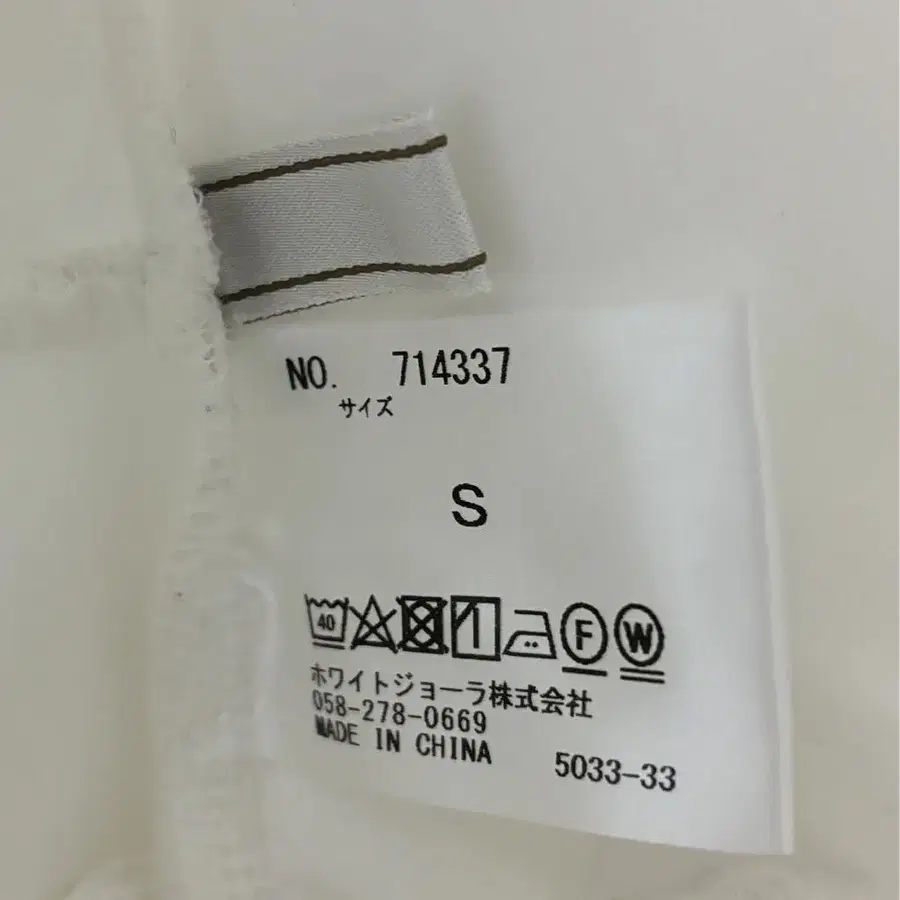 NO. 714337
サイズ
S
40 F W
ホワイトジョーラ株式会社
058-278-0669
MADE IN CHINA 5033-33